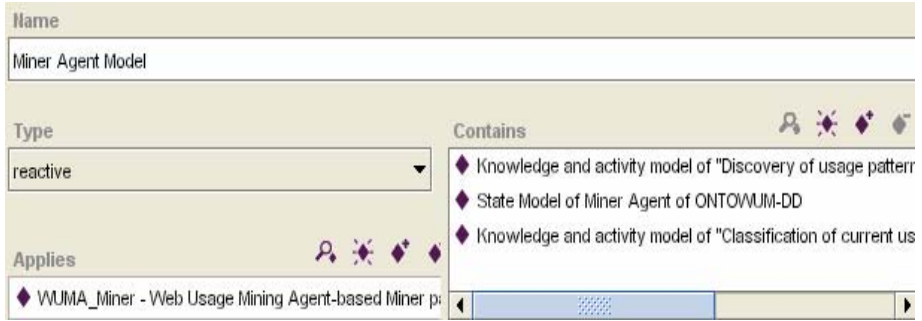 Name
Miner Agent Model
Type
reactive
Contains
Knowledge and activity model of "Discovery of usage pattern
State Model of Miner Agent of ONTOWUM-DD
Knowledge and activity model of "Classification of current us
Applies
WUMA_Miner - Web Usage Mining Agent-based Miner pa